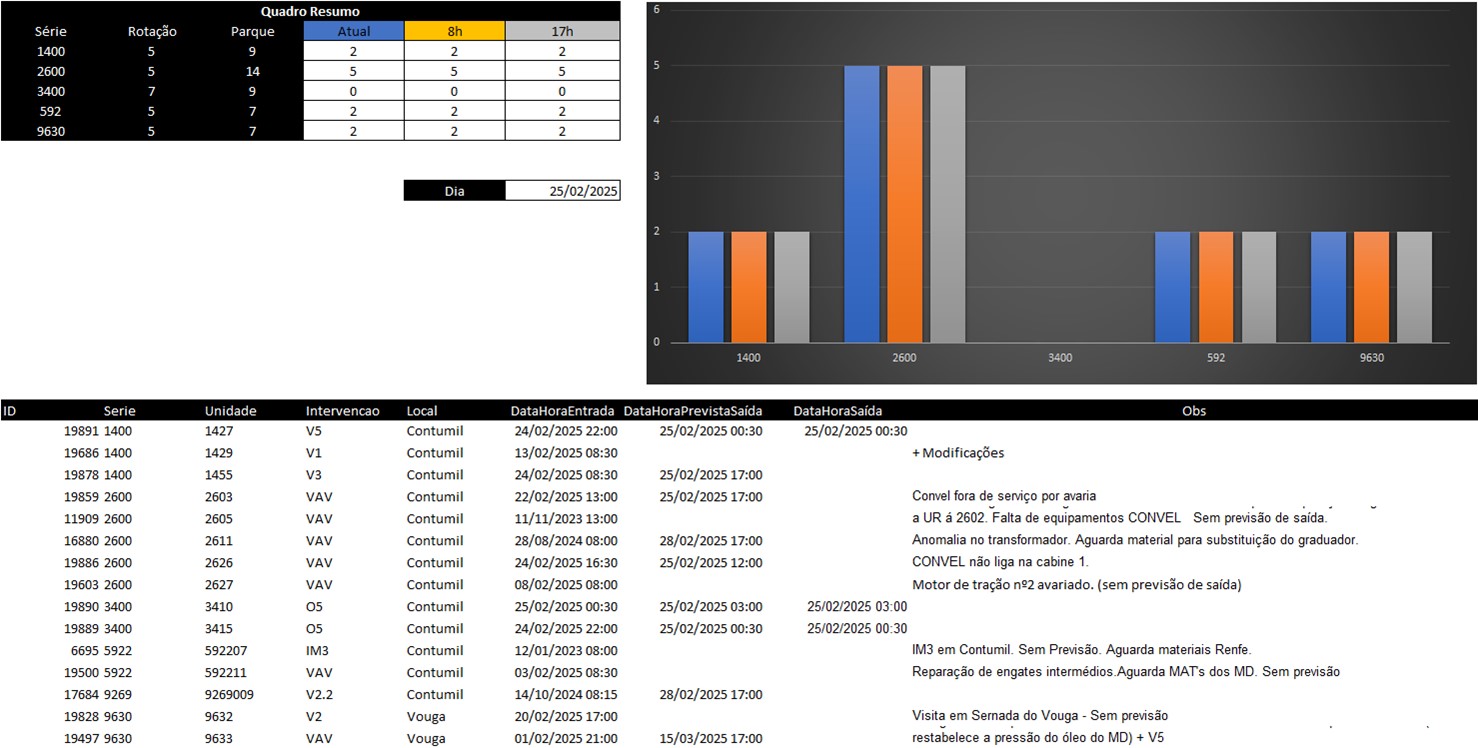 Quadro Resumo
Série Rotação Parque Atual 8h 17h
1400 5 9 2 2 2
2600 5 14 5 5 5
3400 7 9 0 0 0
592 5 7 2 2 2
9630 5 7 2 2 2
Dia 25/02/2025
6
5
4
3
2
1
0
1400 2600 3400 592 9630
ID Serie Unidade Intervencao Local DataHoraEntrada DataHoraPrevistaSaída DataHoraSaída Obs
19891 1400 1427 V5 Contumil 24/02/2025 22:00 25/02/2025 00:30 25/02/2025 00:30
19686 1400 1429 V1 Contumil 13/02/2025 08:30 + Modificações
19878 1400 1455 V3 Contumil 24/02/2025 08:30 25/02/2025 17:00
19859 2600 2603 VAV Contumil 22/02/2025 13:00 25/02/2025 17:00 Convel fora de serviço por avaria
11909 2600 2605 VAV Contumil 11/11/2023 13:00 a UR á 2602. Falta de equipamentos CONVEL Sem previsão de saída.
16880 2600 2611 VAV Contumil 28/08/2024 08:00 28/02/2025 17:00 Anomalia no transformador. Aguarda material para substituição do graduador.
19886 2600 2626 VAV Contumil 24/02/2025 16:30 25/02/2025 12:00 CONVEL não liga na cabine 1.
19603 2600 2627 VAV Contumil 08/02/2025 08:00 Motor de tração nº2 avariado. (sem previsão de saída)
19890 3400 3410 O5 Contumil 25/02/2025 00:30 25/02/2025 03:00 25/02/2025 03:00
19889 3400 3415 O5 Contumil 24/02/2025 22:00 25/02/2025 00:30 25/02/2025 00:30
6695 5922 592207 IM3 Contumil 12/01/2023 08:00 IM3 em Contumil. Sem Previsão. Aguarda materiais Renfe.
19500 5922 592211 VAV Contumil 03/02/2025 08:30 Reparação de engates intermédios.Aguarda MAT's dos MD. Sem previsão
17684 9269 9269009 V2.2 Contumil 14/10/2024 08:15 28/02/2025 17:00
19828 9630 9632 V2 Vouga 20/02/2025 17:00 Visita em Sernada do Vouga - Sem previsão
19497 9630 9633 VAV Vouga 01/02/2025 21:00 15/03/2025 17:00 restabelece a pressão do óleo do MD) + V5